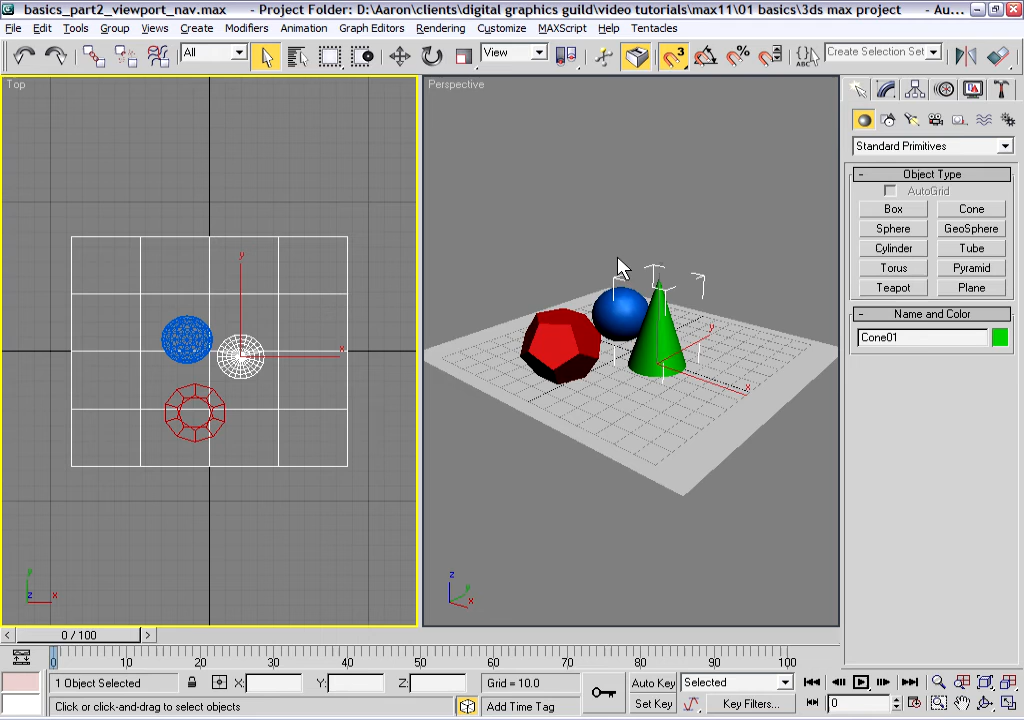 basics_part2_viewport_nav.max - Project Folder: D:\Aaron\clients\digital graphics guild\video tutorials\max11\01 basics\3ds max project - Au...
File Edit Tools Group Views Create Modifiers Animation Graph Editors Rendering Customize MAXScript Help Tentacles
All View 3 ABC Create Selection Set
Top
Perspective
Standard Primitives
- Object Type
AutoGrid
Box Cone
Sphere GeoSphere
Cylinder Tube
Torus Pyramid
Teapot Plane
- Name and Color
Cone01
y
x
y
x
y
z x
z
y
x
< 0 / 100 >
0 10 20 30 40 50 60 70 80 90 100
1 Object Selected X: Y: Z: Grid = 10.0 Auto Key Selected
Click or click-and-drag to select objects Add Time Tag Set Key Key Filters... 0